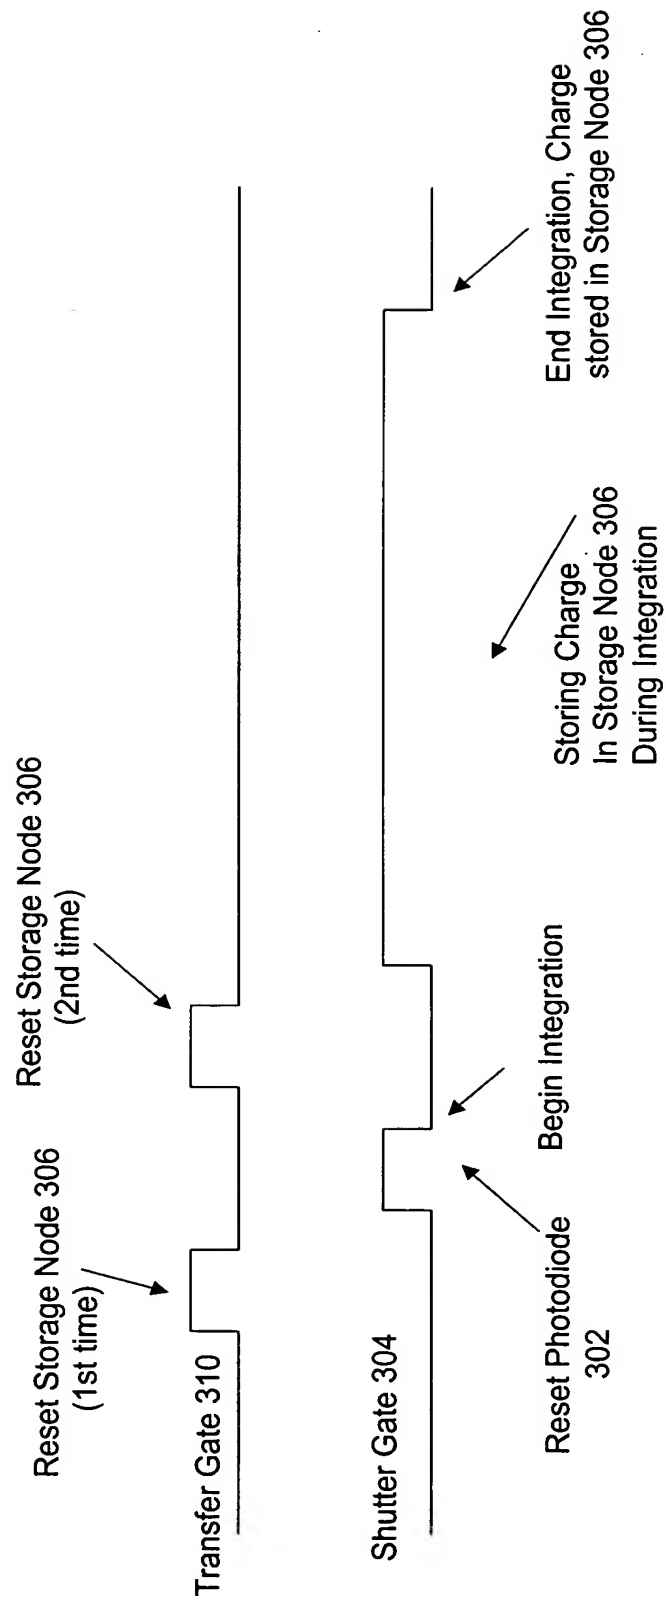 Reset Storage Node 306
(1st time)
Reset Storage Node 306
(2nd time)
Transfer Gate 310
Shutter Gate 304
Reset Photodiode
302
Begin Integration
Storing Charge
In Storage Node 306
During Integration
End Integration, Charge
stored in Storage Node 306